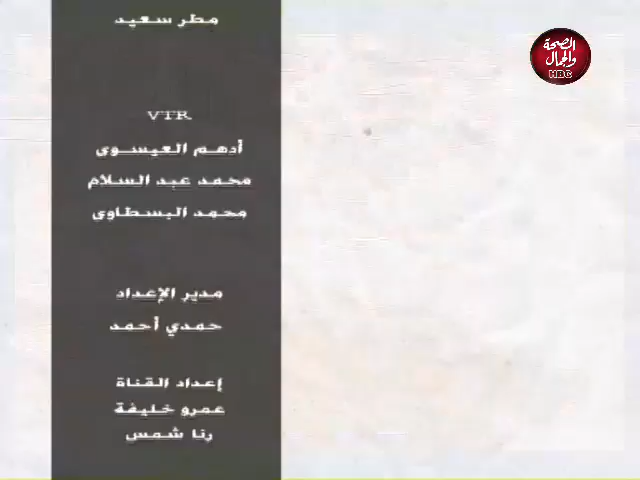 مطر سعيد
الصحة
والجمال
HBC
VTR
أدهم العيسوى
محمد عبد السلام
محمد البسطاوى
مدير الإعداد
حمدي أحمد
إعداد القناة
عمرو خليفة
رنا شمس